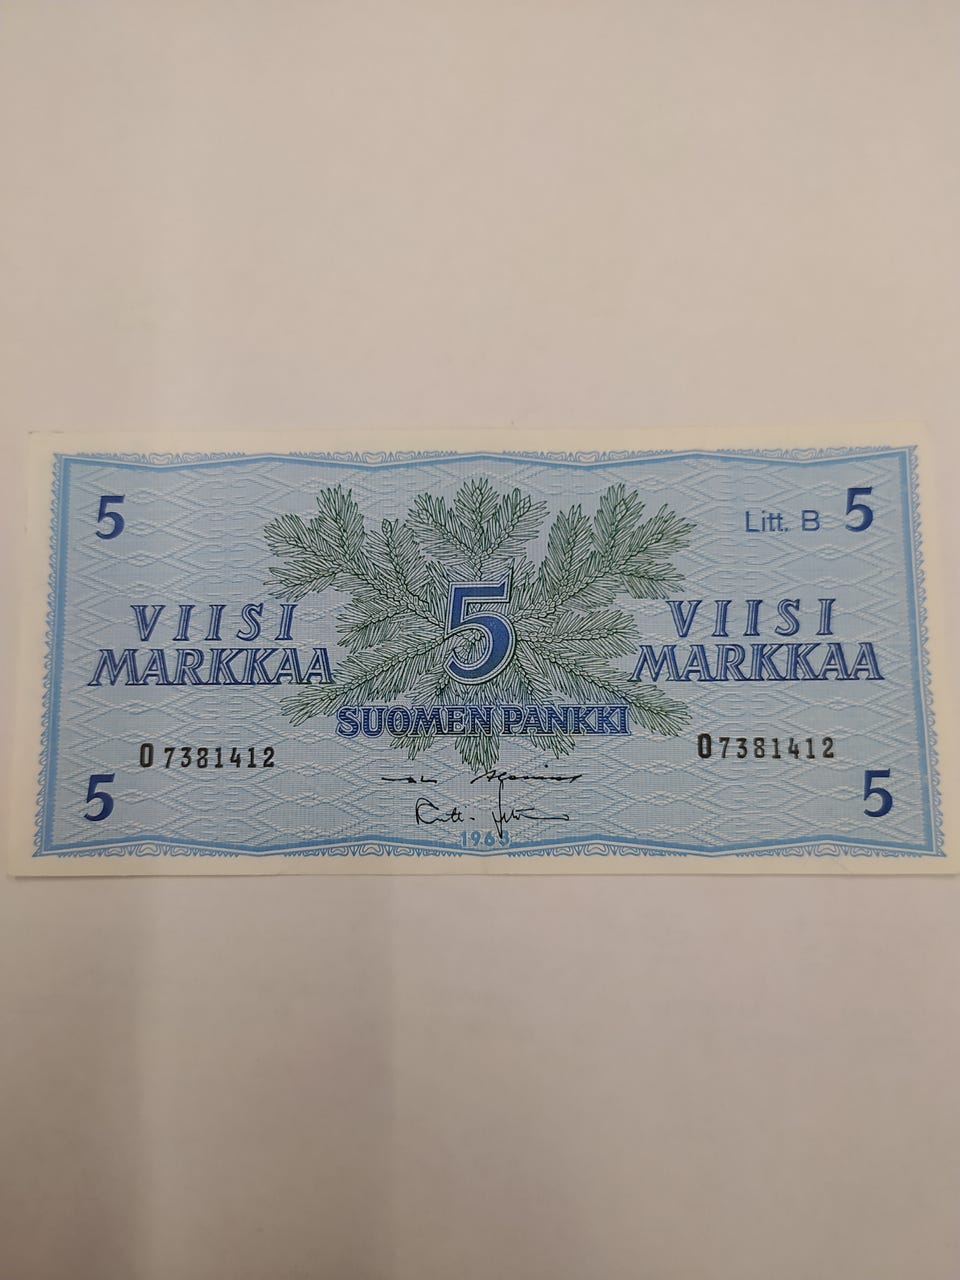 5
Litt. B 5
5
VIISI
MARKKAA
VIISI
MARKKAA
SUOMEN PANKKI
O7381412
O7381412
5
5
1963